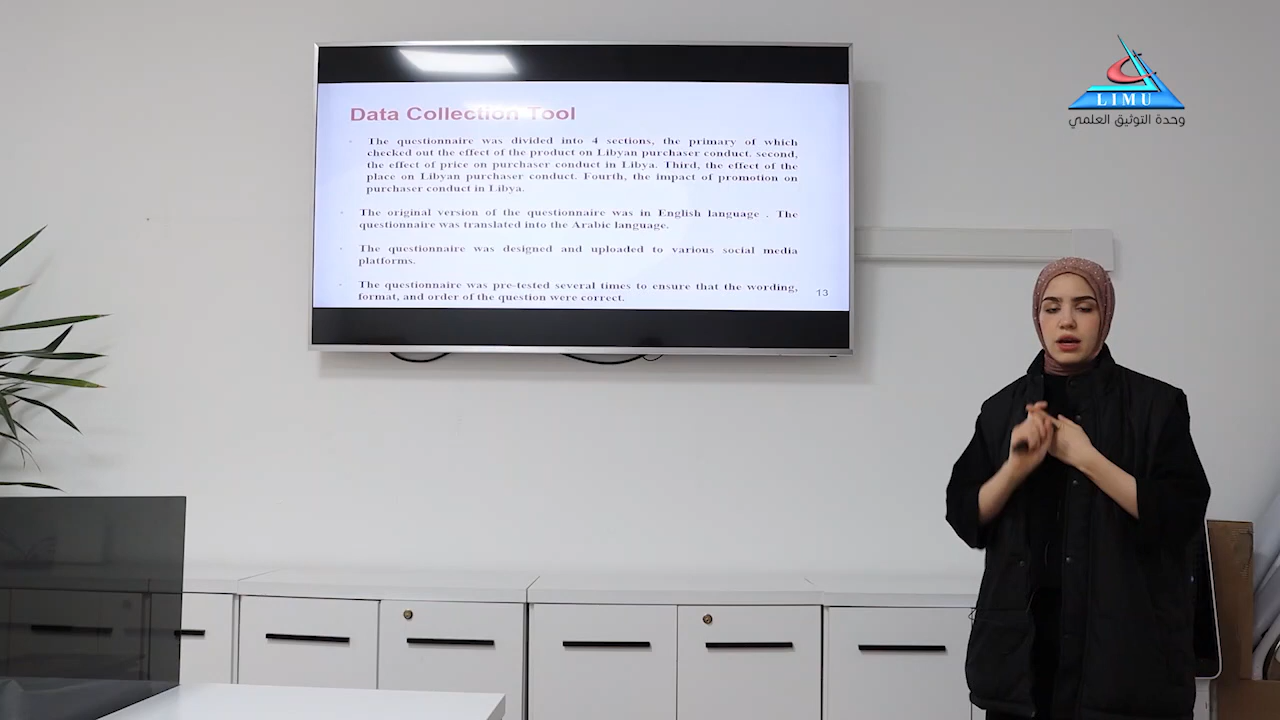 LIMU
وحدة التوثيق العلمي
Data Collection Tool
The questionnaire was divided into 4 sections, the primary of which
checked out the effect of the product on Libyan purchaser conduct. second,
the effect of price on purchaser conduct in Libya. Third, the effect of the
place on Libyan purchaser conduct. Fourth, the impact of promotion on
purchaser conduct in Libya.
The original version of the questionnaire was in English language . The
questionnaire was translated into the Arabic language.
The questionnaire was designed and uploaded to various social media
platforms.
The questionnaire was pre-tested several times to ensure that the wording,
format, and order of the question were correct.
13